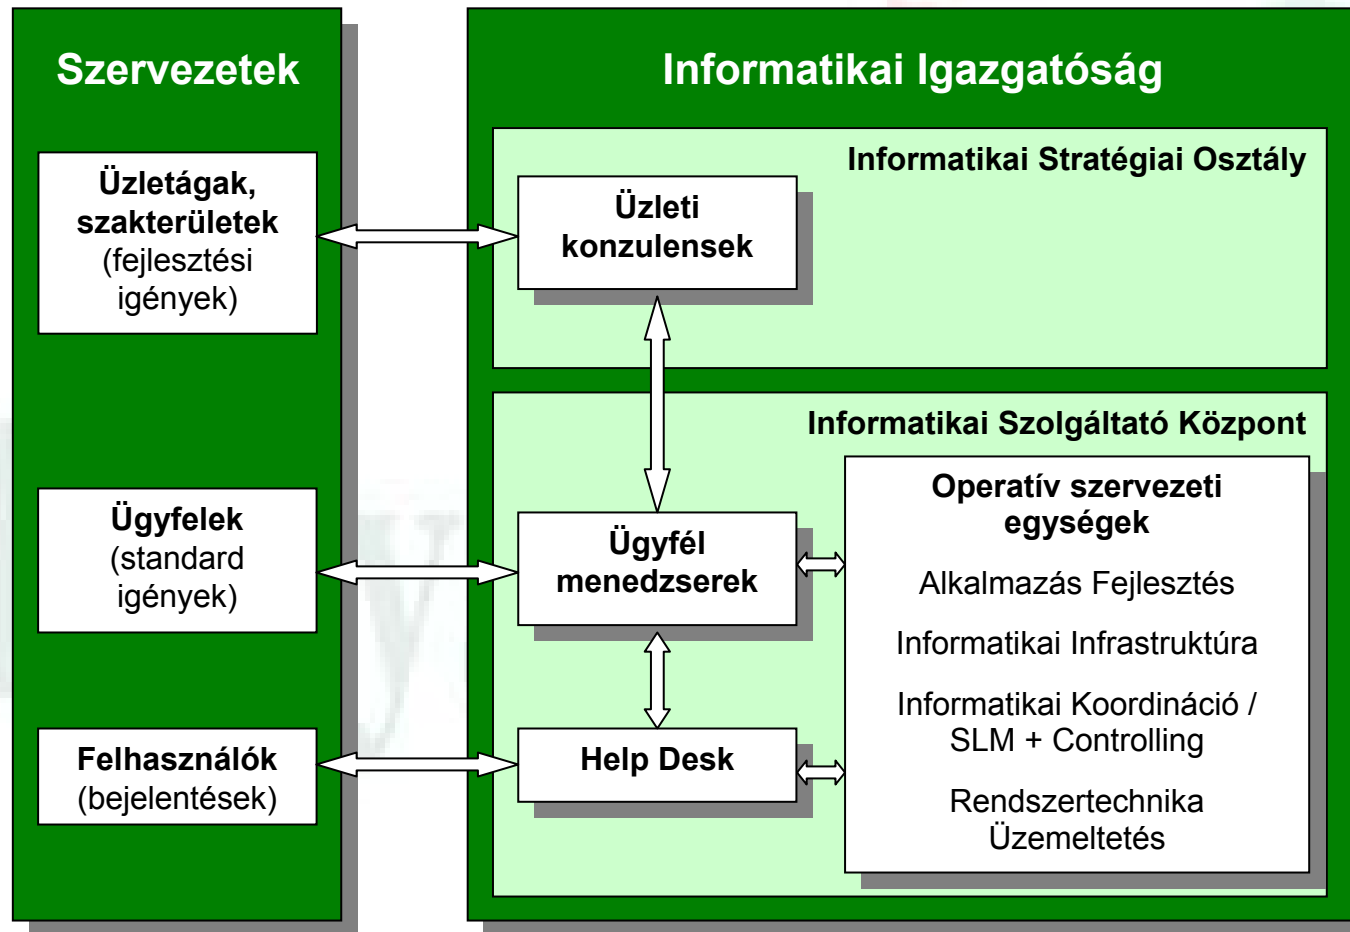 Szervezetek
Üzletágak,
szakterületek
(fejlesztési
igények)
Ügyfelek
(standard
igények)
Felhasználók
(bejelentések)
Informatikai Igazgatóság
Informatikai Stratégiai Osztály
Üzleti
konzulensek
Informatikai Szolgáltató Központ
Ügyfél
menedzserek
Help Desk
Operatív szervezeti
egységek
Alkalmazás Fejlesztés
Informatikai Infrastruktúra
Informatikai Koordináció /
SLM + Controlling
Rendszertechnika
Üzemeltetés